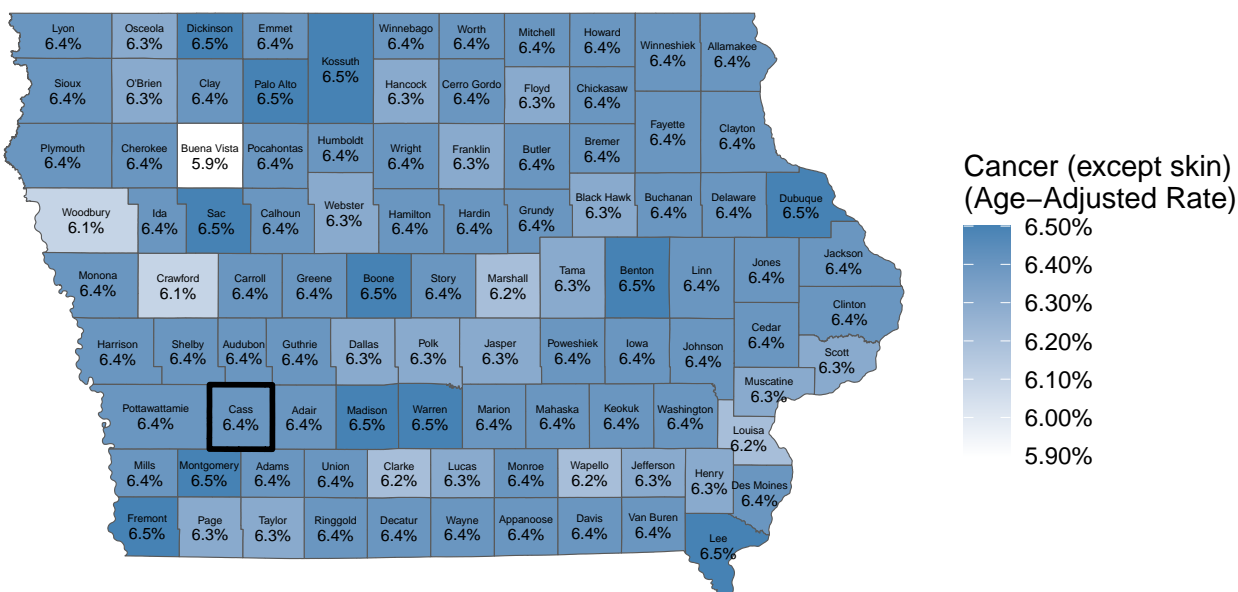 Lyon
6.4%
Osceola
6.3%
Dickinson
6.5%
Emmet
6.4%
Kossuth
6.5%
Winnebago
6.4%
Worth
6.4%
Mitchell
6.4%
Howard
6.4%
Winneshiek
6.4%
Allamakee
6.4%
Sioux
6.4%
O'Brien
6.3%
Clay
6.4%
Palo Alto
6.5%
Hancock
6.3%
Cerro Gordo
6.4%
Floyd
6.3%
Chickasaw
6.4%
Fayette
6.4%
Clayton
6.4%
Plymouth
6.4%
Cherokee
6.4%
Buena Vista
5.9%
Pocahontas
6.4%
Humboldt
6.4%
Wright
6.4%
Franklin
6.3%
Butler
6.4%
Bremer
6.4%
Woodbury
6.1%
Ida
6.4%
Sac
6.5%
Calhoun
6.4%
Webster
6.3%
Hamilton
6.4%
Hardin
6.4%
Grundy
6.4%
Black Hawk
6.3%
Buchanan
6.4%
Delaware
6.4%
Dubuque
6.5%
Monona
6.4%
Crawford
6.1%
Carroll
6.4%
Greene
6.4%
Boone
6.5%
Story
6.4%
Marshall
6.2%
Tama
6.3%
Benton
6.5%
Linn
6.4%
Jones
6.4%
Jackson
6.4%
Clinton
6.4%
Harrison
6.4%
Shelby
6.4%
Audubon
6.4%
Guthrie
6.4%
Dallas
6.3%
Polk
6.3%
Jasper
6.3%
Poweshiek
6.4%
Iowa
6.4%
Johnson
6.4%
Cedar
6.4%
Scott
6.3%
Muscatine
6.3%
Pottawattamie
6.4%
Cass
6.4%
Adair
6.4%
Madison
6.5%
Warren
6.5%
Marion
6.4%
Mahaska
6.4%
Keokuk
6.4%
Washington
6.4%
Louisa
6.2%
Mills
6.4%
Montgomery
6.5%
Adams
6.4%
Union
6.4%
Clarke
6.2%
Lucas
6.3%
Monroe
6.4%
Wapello
6.2%
Jefferson
6.3%
Henry
6.3%
Des Moines
6.4%
Fremont
6.5%
Page
6.3%
Taylor
6.3%
Ringgold
6.4%
Decatur
6.4%
Wayne
6.4%
Appanoose
6.4%
Davis
6.4%
Van Buren
6.4%
Lee
6.5%
Cancer (except skin)
(Age−Adjusted Rate)
6.50%
6.40%
6.30%
6.20%
6.10%
6.00%
5.90%